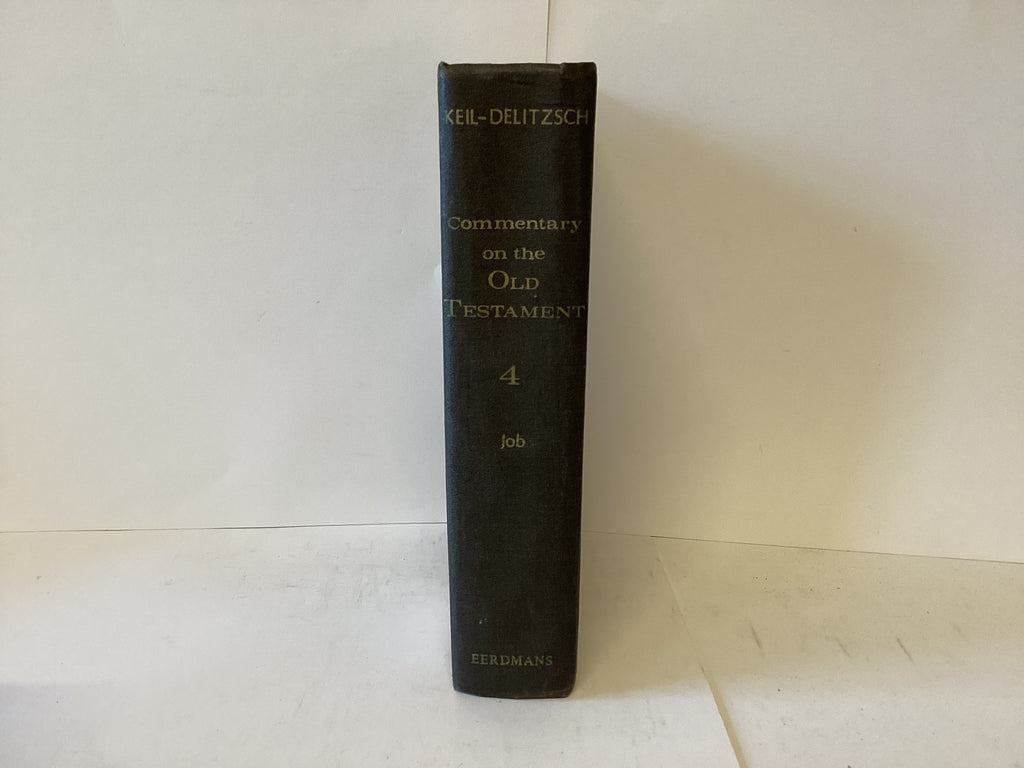 KEIL-DELITZSCH
Commentary
on the
OLD
TESTAMENT
4
Job
EERDMANS